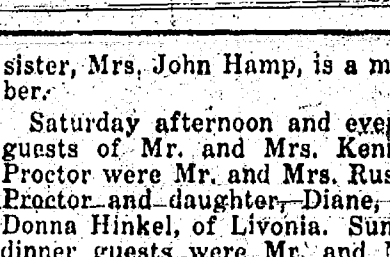 sister, Mrs. John Hamp, is a m
ber.
Saturday afternoon and eve
guests of Mr. and Mrs. Ken
Proctor were Mr. and Mrs. Rus
Proctor and daughter, Diane,
Donna Hinkel, of Livonia. Sun
dinner guests were Mr. and